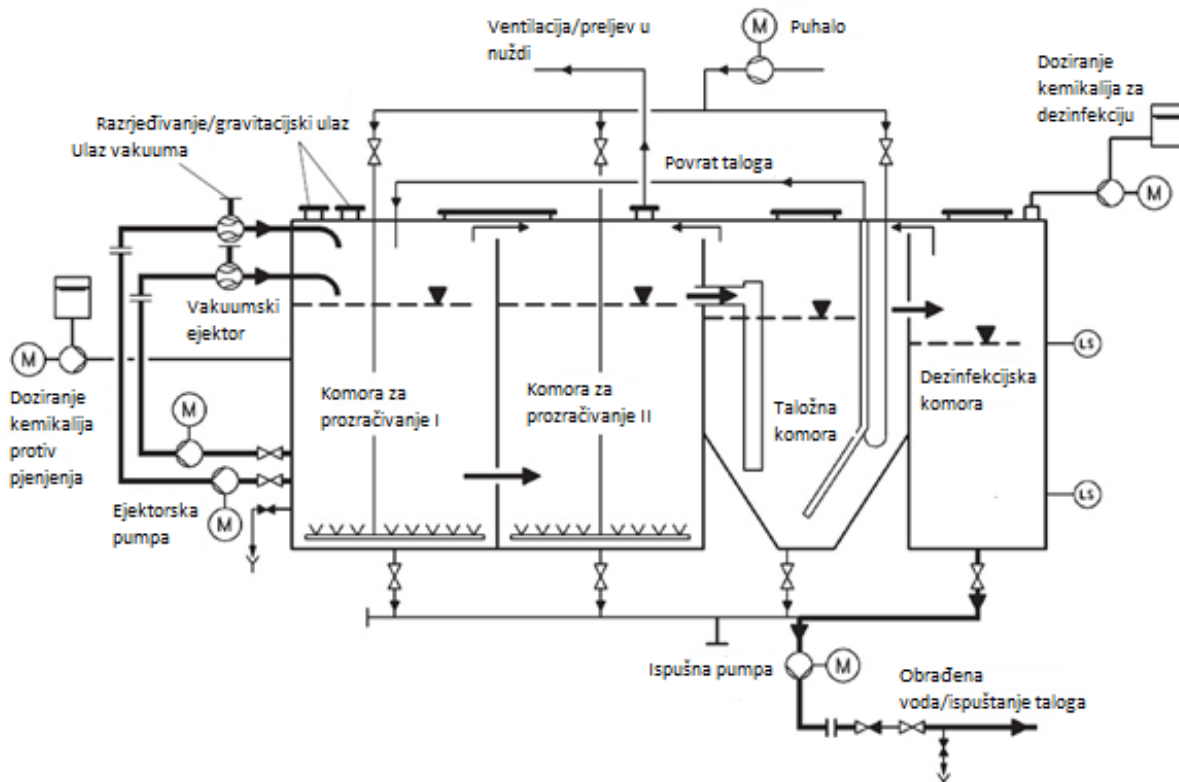 Ventilacija/preljev u
nuždi
M
Puhalo
Doziranje
kemikalija za
dezinfekciju
Razrjeđivanje/gravitacijski ulaz
Ulaz vakuuma
Povrat taloga
M
Vakuumski
ejektor
M
Doziranje
kemikalija
protiv
pjenjenja
M
Ejektorska
pumpa
M
Komora za
prozračivanje I
Komora za
prozračivanje II
Taložna
komora
Dezinfekcijska
komora
LS
LS
Ispušna pumpa
M
Obrađena
voda/ispuštanje taloga